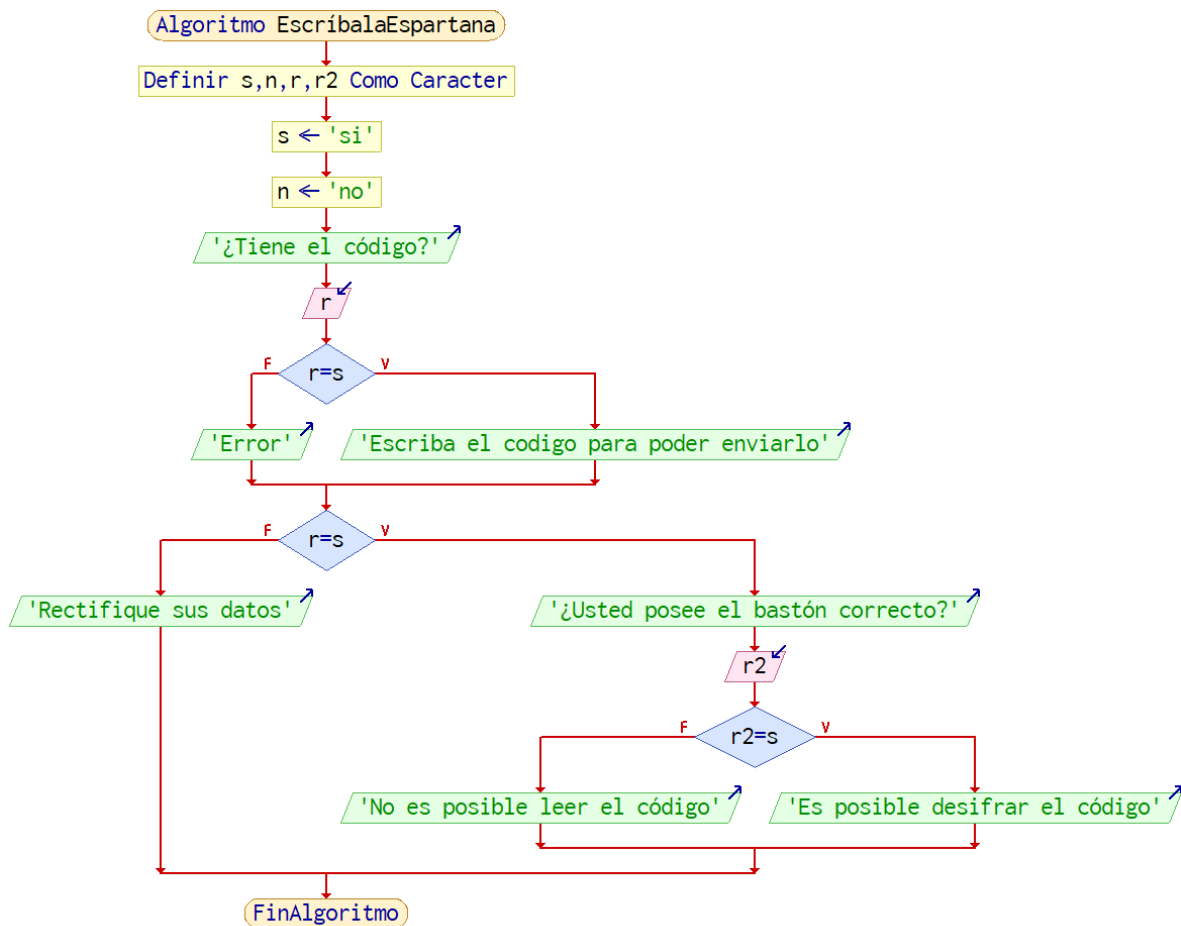 Algoritmo EscríbalaEspartana
Definir s,n,r,r2 Como Caracter
s ← 'si'
n ← 'no'
'¿Tiene el código?'
r
F
V
r=s
'Error'
'Escriba el codigo para poder enviarlo'
F
V
r=s
'Rectifique sus datos'
'¿Usted posee el bastón correcto?'
r2
F
V
r2=s
'No es posible leer el código'
'Es posible desifrar el código'
FinAlgoritmo